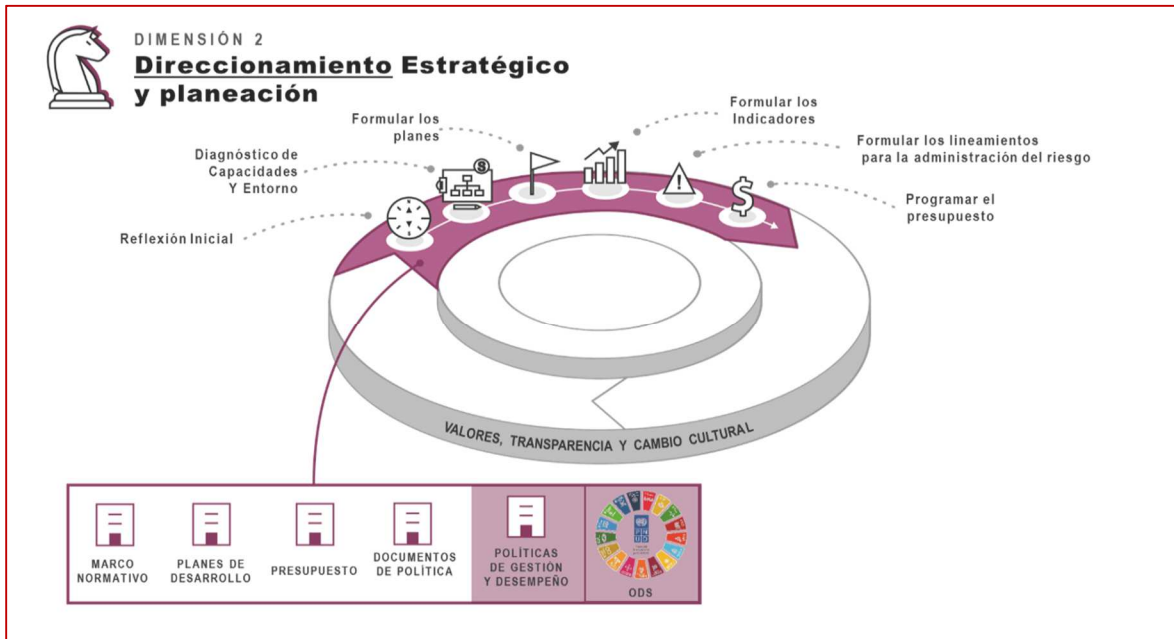 DIMENSIÓN 2
Direccionamiento Estratégico
y planeación
Reflexión Inicial
Diagnóstico de
Capacidades
Y Entorno
Formular los
planes
Formular los
Indicadores
Formular los lineamientos
para la administración del riesgo
Programar el
presupuesto
VALORES, TRANSPARENCIA Y CAMBIO CULTURAL
MARCO
NORMATIVO
PLANES DE
DESARROLLO
PRESUPUESTO
DOCUMENTOS
DE POLÍTICA
POLÍTICAS
DE GESTIÓN
Y DESEMPEÑO
ODS